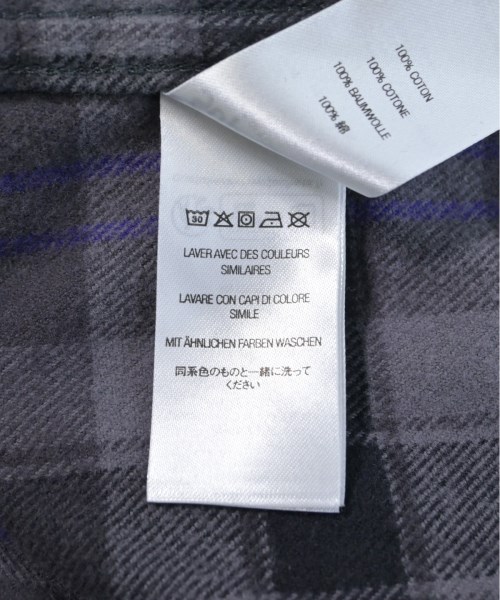 100% COTON
100% COTONE
100% BAUMWOLLE
100% 綿
30
LAVER AVEC DES COULEURS
SIMILAIRES
LAVARE CON CAPI DI COLORE
SIMILE
MIT ÄHNLICHEN FARBEN WASCHEN
同系色のものと一緒に洗って
ください